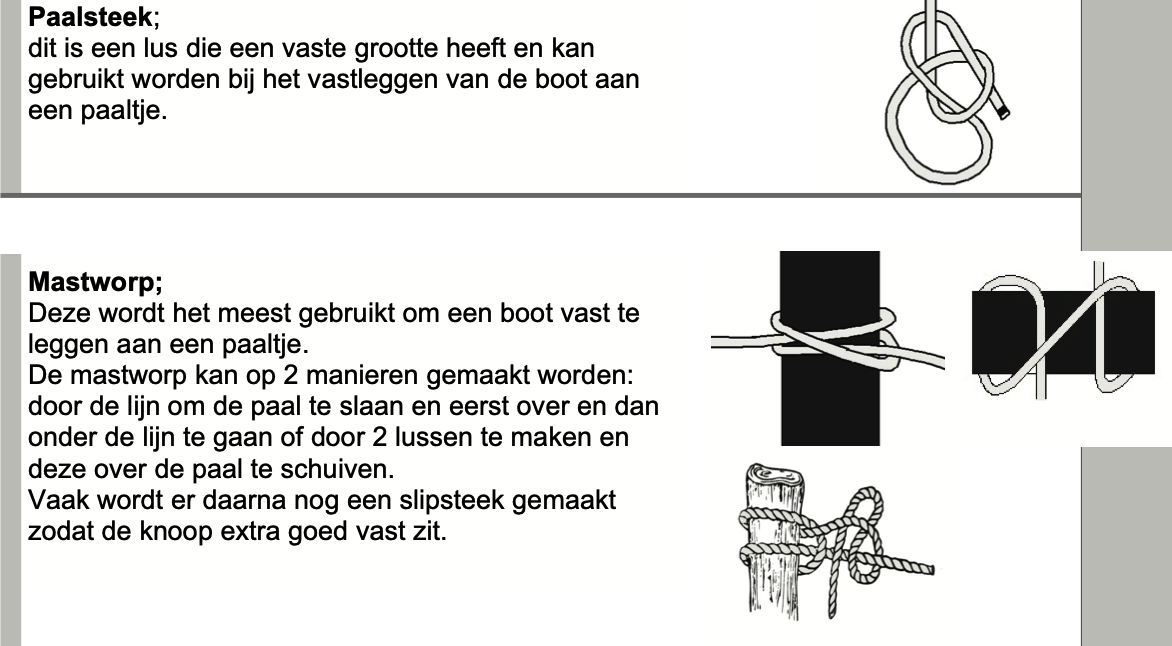 Paalsteek;
dit is een lus die een vaste grootte heeft en kan
gebruikt worden bij het vastleggen van de boot aan
een paaltje.
Mastworp;
Deze wordt het meest gebruikt om een boot vast te
leggen aan een paaltje.
De mastworp kan op 2 manieren gemaakt worden:
door de lijn om de paal te slaan en eerst over en dan
onder de lijn te gaan of door 2 lussen te maken en
deze over de paal te schuiven.
Vaak wordt er daarna nog een slipsteek gemaakt
zodat de knoop extra goed vast zit.